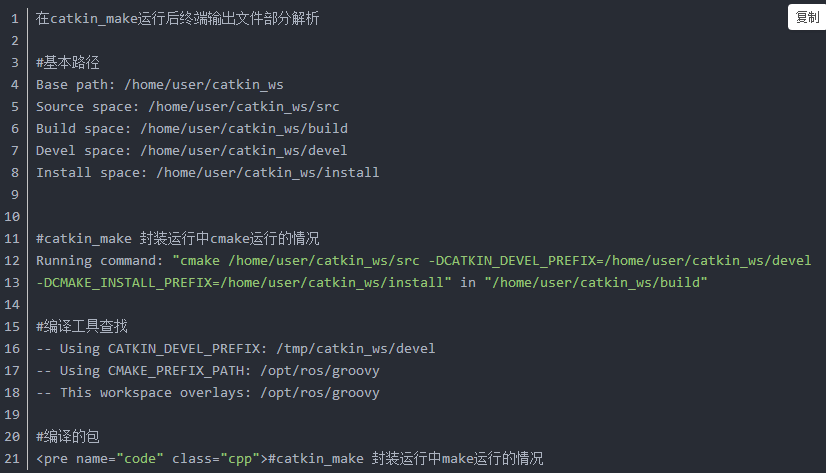 复制
1 在catkin_make运行后终端输出文件部分解析
2
3 #基本路径
4 Base path: /home/user/catkin_ws
5 Source space: /home/user/catkin_ws/src
6 Build space: /home/user/catkin_ws/build
7 Devel space: /home/user/catkin_ws/devel
8 Install space: /home/user/catkin_ws/install
9
10
11 #catkin_make 封装运行中cmake运行的情况
12 Running command: "cmake /home/user/catkin_ws/src -DCATKIN_DEVEL_PREFIX=/home/user/catkin_ws/devel
13 -DCMAKE_INSTALL_PREFIX=/home/user/catkin_ws/install" in "/home/user/catkin_ws/build"
14
15 #编译工具查找
16 -- Using CATKIN_DEVEL_PREFIX: /tmp/catkin_ws/devel
17 -- Using CMAKE_PREFIX_PATH: /opt/ros/groovy
18 -- This workspace overlays: /opt/ros/groovy
19
20 #编译的包
21 <pre name="code" class="cpp">#catkin_make 封装运行中make运行的情况